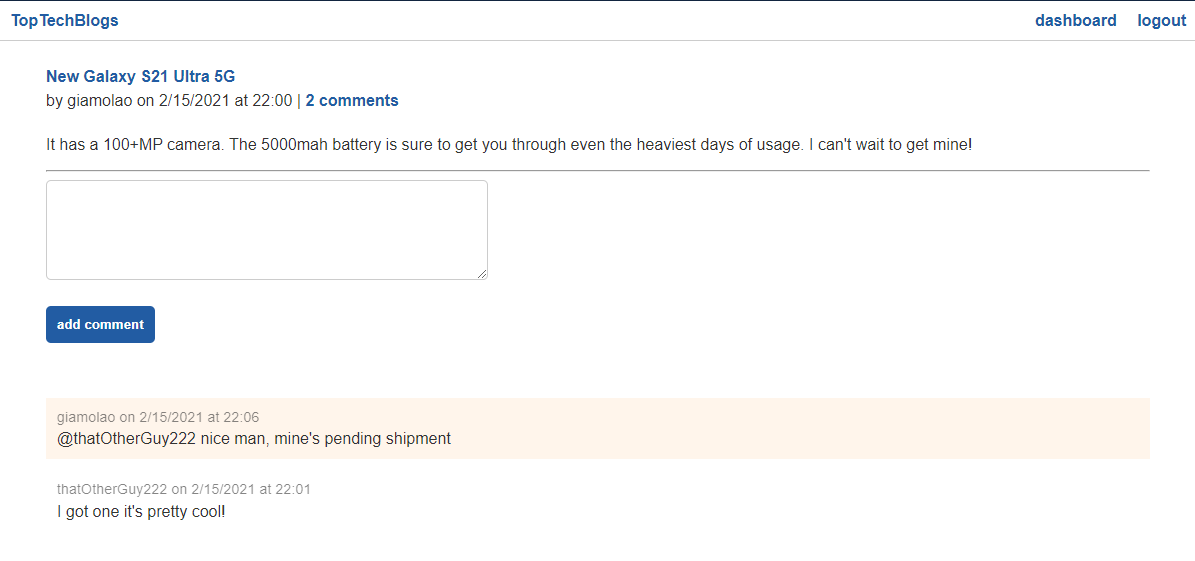 TopTechBlogs dashboard logout
New Galaxy S21 Ultra 5G
by giamolao on 2/15/2021 at 22:00 | 2 comments
It has a 100+MP camera. The 5000mah battery is sure to get you through even the heaviest days of usage. I can't wait to get mine!
add comment
giamolao on 2/15/2021 at 22:06
@thatOtherGuy222 nice man, mine's pending shipment
thatOtherGuy222 on 2/15/2021 at 22:01
I got one it's pretty cool!